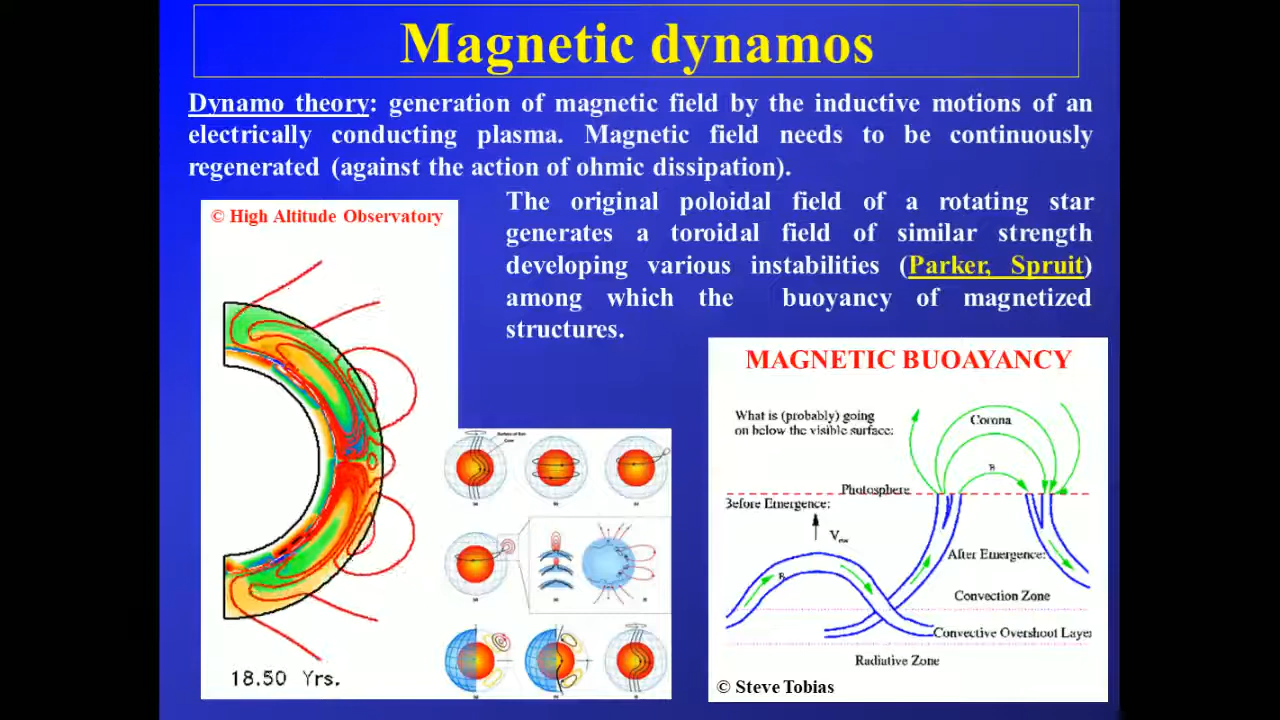 Magnetic dynamos
Dynamo theory: generation of magnetic field by the inductive motions of an
electrically conducting plasma. Magnetic field needs to be continuously
regenerated (against the action of ohmic dissipation).
The original poloidal field of a rotating star
generates a toroidal field of similar strength
developing various instabilities (Parker, Spruit)
among which the buoyancy of magnetized
structures.
© High Altitude Observatory
18.50 Yrs.
Surface of Sun
Core
MAGNETIC BUOAYANCY
What is (probably) going
on below the visible surface:
Corona
B
Photosphere
Before Emergence:
B
After Emergence:
Convection Zone
Convective Overshoot Layer
Radiative Zone
© Steve Tobias